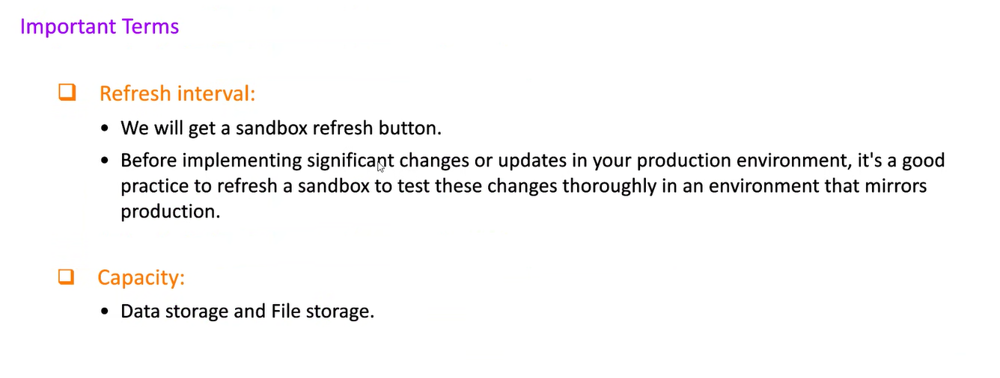 Important Terms
Refresh interval:
We will get a sandbox refresh button.
Before implementing significant changes or updates in your production environment, it's a good
practice to refresh a sandbox to test these changes thoroughly in an environment that mirrors
production.
Capacity:
Data storage and File storage.